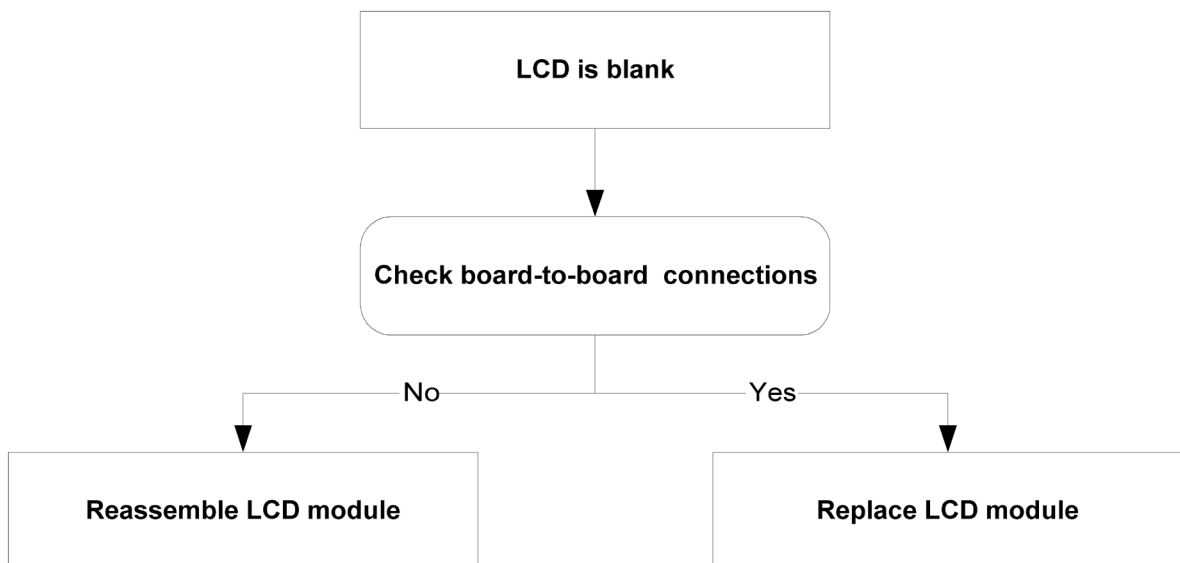 LCD is blank
Check board-to-board  connections
No
Yes
Reassemble LCD module
Replace LCD module